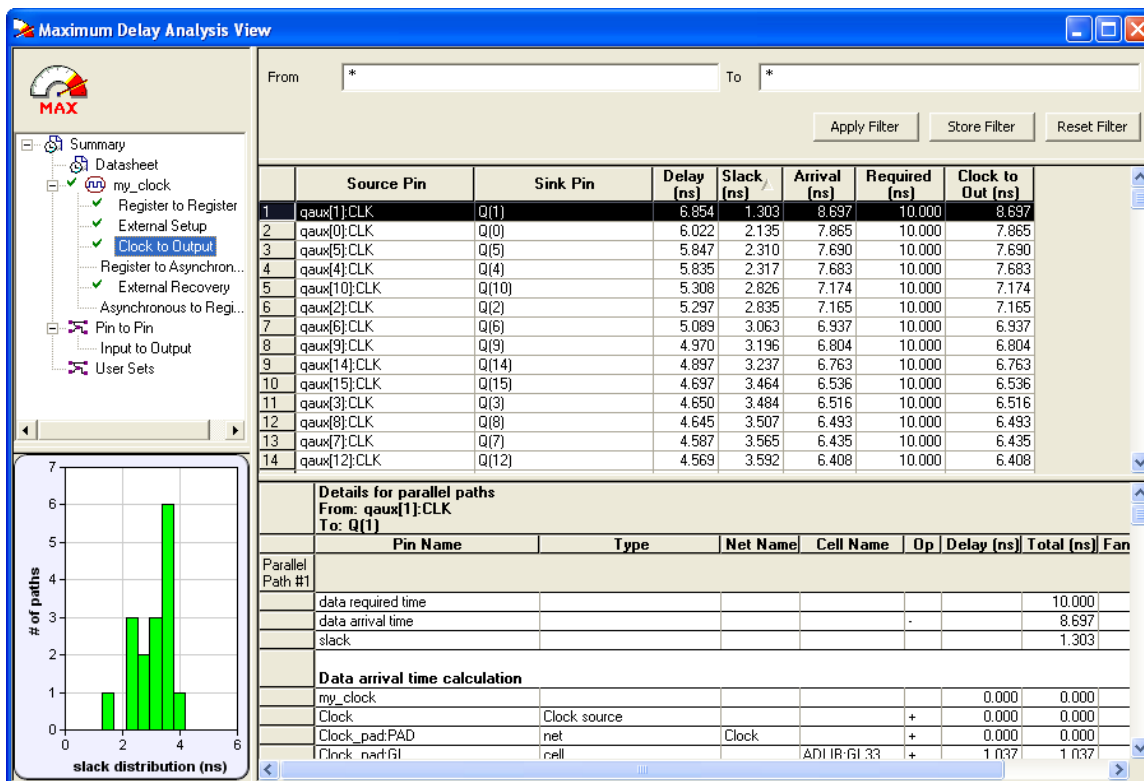 Maximum Delay Analysis View
MAX
Summary
Datasheet
my_clock
Register to Register
External Setup
Clock to Output
Register to Asynchron...
External Recovery
Asynchronous to Regi...
Pin to Pin
Input to Output
User Sets
From * To *
Apply Filter Store Filter Reset Filter
Source Pin Sink Pin Delay (ns) Slack (ns) Arrival (ns) Required (ns) Clock to Out (ns)
1 qaux[1]:CLK Q(1) 6.854 1.303 8.697 10.000 8.697
2 qaux[0]:CLK Q(0) 6.022 2.135 7.865 10.000 7.865
3 qaux[5]:CLK Q(5) 5.847 2.310 7.690 10.000 7.690
4 qaux[4]:CLK Q(4) 5.835 2.317 7.683 10.000 7.683
5 qaux[10]:CLK Q(10) 5.308 2.826 7.174 10.000 7.174
6 qaux[2]:CLK Q(2) 5.297 2.835 7.165 10.000 7.165
7 qaux[6]:CLK Q(6) 5.089 3.063 6.937 10.000 6.937
8 qaux[9]:CLK Q(9) 4.970 3.196 6.804 10.000 6.804
9 qaux[14]:CLK Q(14) 4.897 3.237 6.763 10.000 6.763
10 qaux[15]:CLK Q(15) 4.697 3.464 6.536 10.000 6.536
11 qaux[3]:CLK Q(3) 4.650 3.484 6.516 10.000 6.516
12 qaux[8]:CLK Q(8) 4.645 3.507 6.493 10.000 6.493
13 qaux[7]:CLK Q(7) 4.587 3.565 6.435 10.000 6.435
14 qaux[12]:CLK Q(12) 4.569 3.592 6.408 10.000 6.408
# of paths
7
6
5
4
3
2
1
0
0 2 4 6
slack distribution (ns)
Details for parallel paths
From: qaux[1]:CLK
To: Q(1)
Pin Name Type Net Name Cell Name Op Delay (ns) Total (ns) Fan
Parallel Path #1
data required time 10.000
data arrival time - 8.697
slack 1.303
Data arrival time calculation
my_clock 0.000 0.000
Clock Clock source + 0.000 0.000
Clock_pad:PAD net Clock + 0.000 0.000
Clock_pad:GL cell ADLIB:GL33 + 1.037 1.037